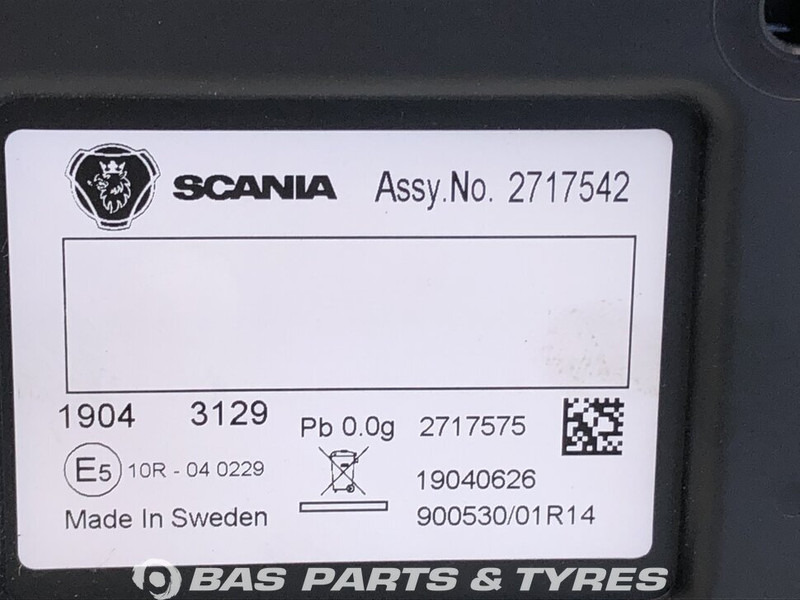 SCANIA Assy.No. 2717542
1904 3129 Pb 0.0g 2717575
E5 10R - 04 0229 19040626
Made In Sweden 900530/01R14
BAS PARTS & TYRES